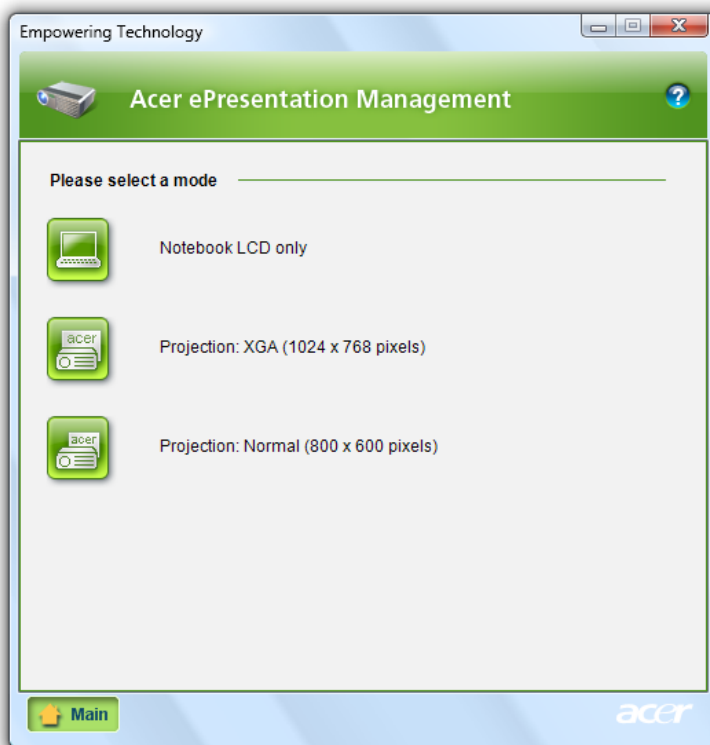 Empowering Technology
Acer ePresentation Management
?
Please select a mode
Notebook LCD only
acer
Projection: XGA (1024 x 768 pixels)
acer
Projection: Normal (800 x 600 pixels)
Main
acer